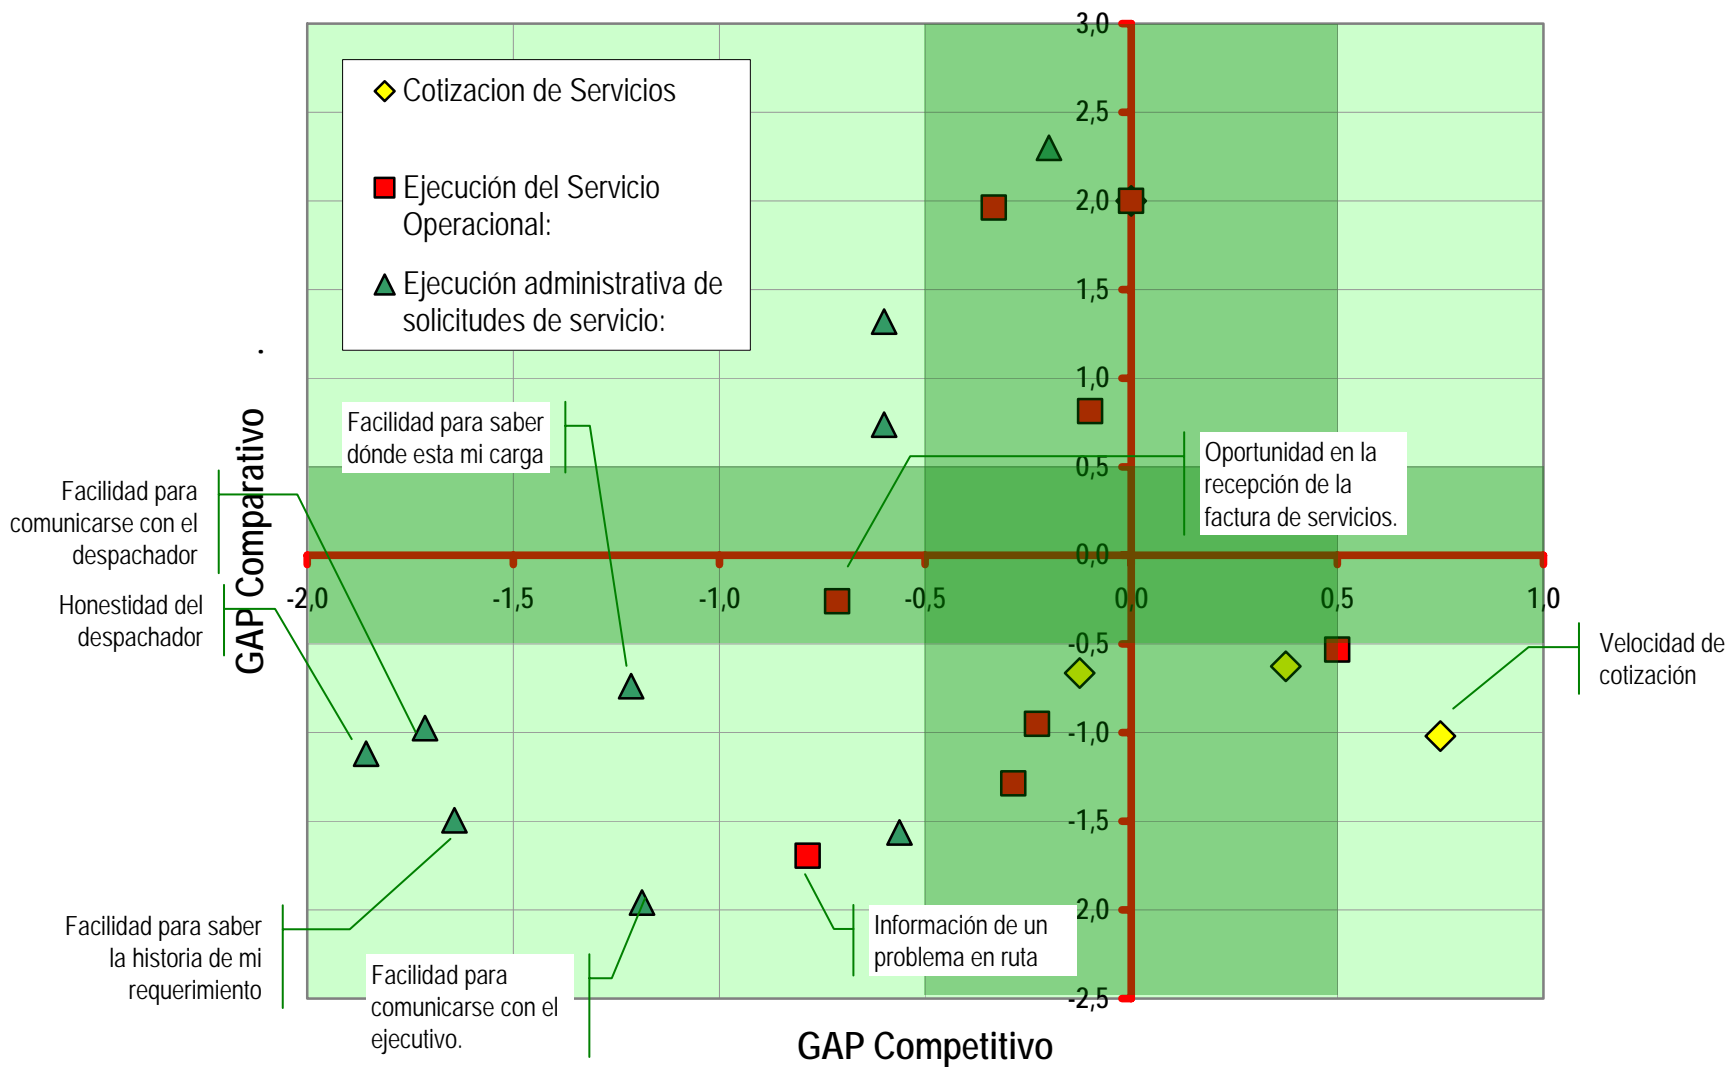 Cotizacion de Servicios
Ejecución del Servicio
Operacional:
Ejecución administrativa de
solicitudes de servicio:
3,0
2,5
2,0
1,5
1,0
0,5
0,0
-0,5
-1,0
-1,5
-2,0
-2,5
-2,0
-1,5
-1,0
-0,5
0,0
0,5
1,0
GAP Comparativo .
GAP Competitivo
Facilidad para saber
dónde esta mi carga
Facilidad para
comunicarse con el
despachador
Honestidad del
despachador
Oportunidad en la
recepción de la
factura de servicios.
Velocidad de
cotización
Facilidad para saber
la historia de mi
requerimiento
Facilidad para
comunicarse con el
ejecutivo.
Información de un
problema en ruta